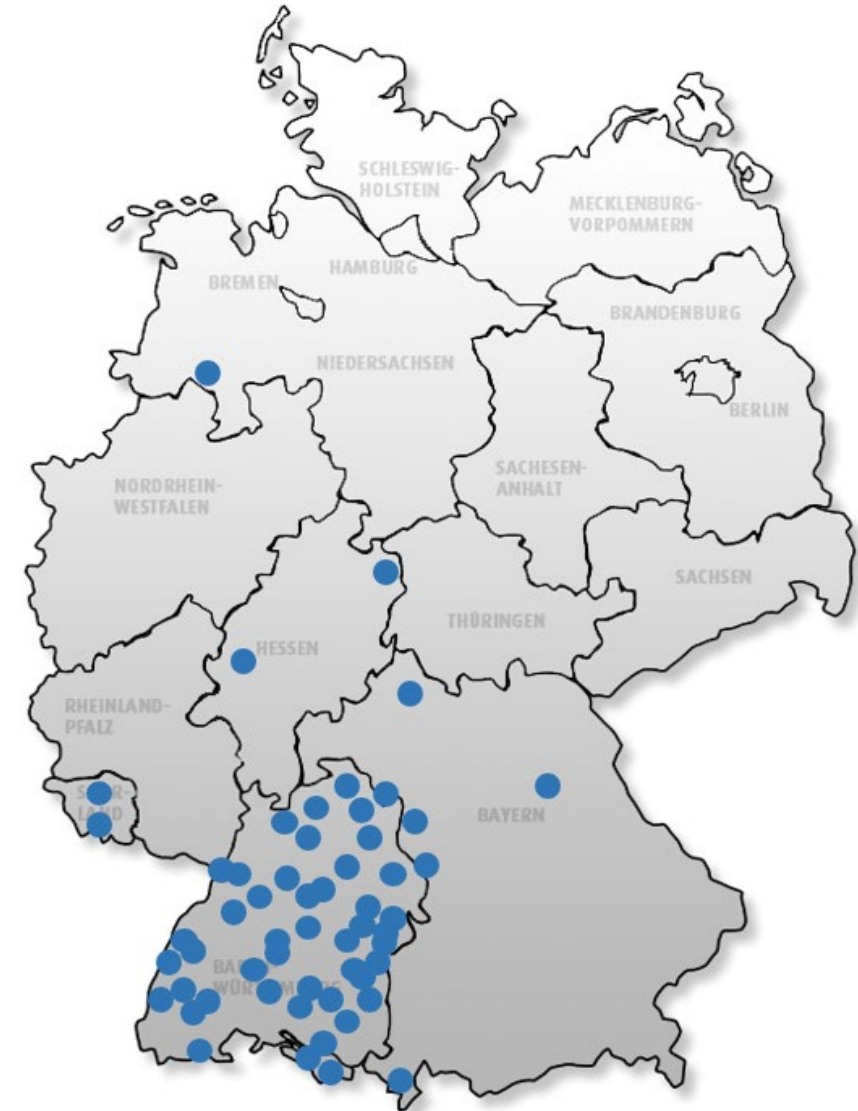 SCHLESWIG-
HOLSTEIN
MECKLENBURG-
VORPOMMERN
HAMBURG
BREMEN
BRANDENBURG
NIEDERSACHSEN
BERLIN
SACHESEN-
ANHALT
NORDRHEIN-
WESTFALEN
SACHSEN
THÜRINGEN
HESSEN
RHEINLAND-
PFALZ
LAND
BAYERN